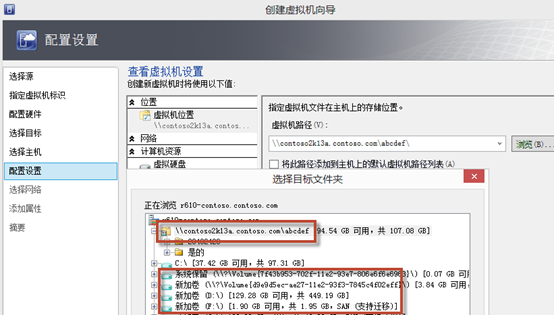 创建虚拟机向导
配置设置
选择源
指定虚拟机标识
配置硬件
选择目标
选择主机
配置设置
选择网络
添加属性
摘要
查看虚拟机设置
创建新虚拟机时将使用以下值:
位置
虚拟机位置
\\contoso2k13a.contos...
网络
计算机资源
虚拟硬盘
指定虚拟机文件在主机上的存储位置。
虚拟机路径(V):
\\contoso2k13a.contoso.com\abcdef\
浏览(B)...
将此路径添加到主机上的默认虚拟机路径列表(A)
选择目标文件夹
正在浏览 r610-contoso.contoso.com
r610-contoso.contoso.com
\\contoso2k13a.contoso.com\abcdef [94.54 GB 可用，共 107.08 GB]
是的
C:\ [37.42 GB 可用，共 97.31 GB]
系统保留 (\\?\Volume{7f43b953-702f-11e2-93e7-806e6f6e6963}\) [0.07 GB 可
新加卷 (\\?\Volume{d9e9d5ec-ae27-11e2-93f3-7845c4f02eff}\) [3.84 GB 可用，
新加卷 (D:\) [129.28 GB 可用，共 449.19 GB]
新加卷 (P:\) [1.90 GB 可用，共 1.95 GB，SAN (支持迁移)]